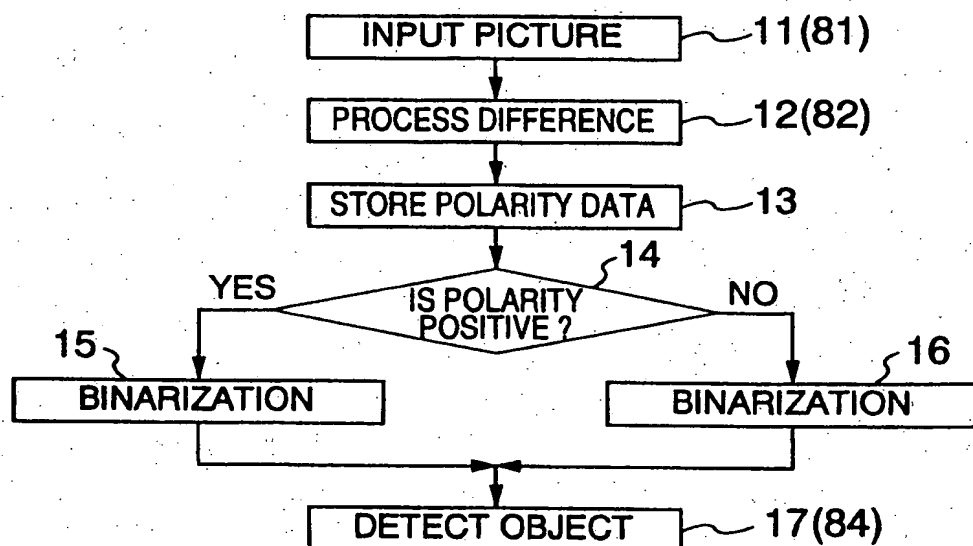 INPUT PICTURE 11(81)
PROCESS DIFFERENCE 12(82)
STORE POLARITY DATA 13
14
YES IS POLARITY NO
POSITIVE ?
15 16
BINARIZATION BINARIZATION
DETECT OBJECT 17(84)